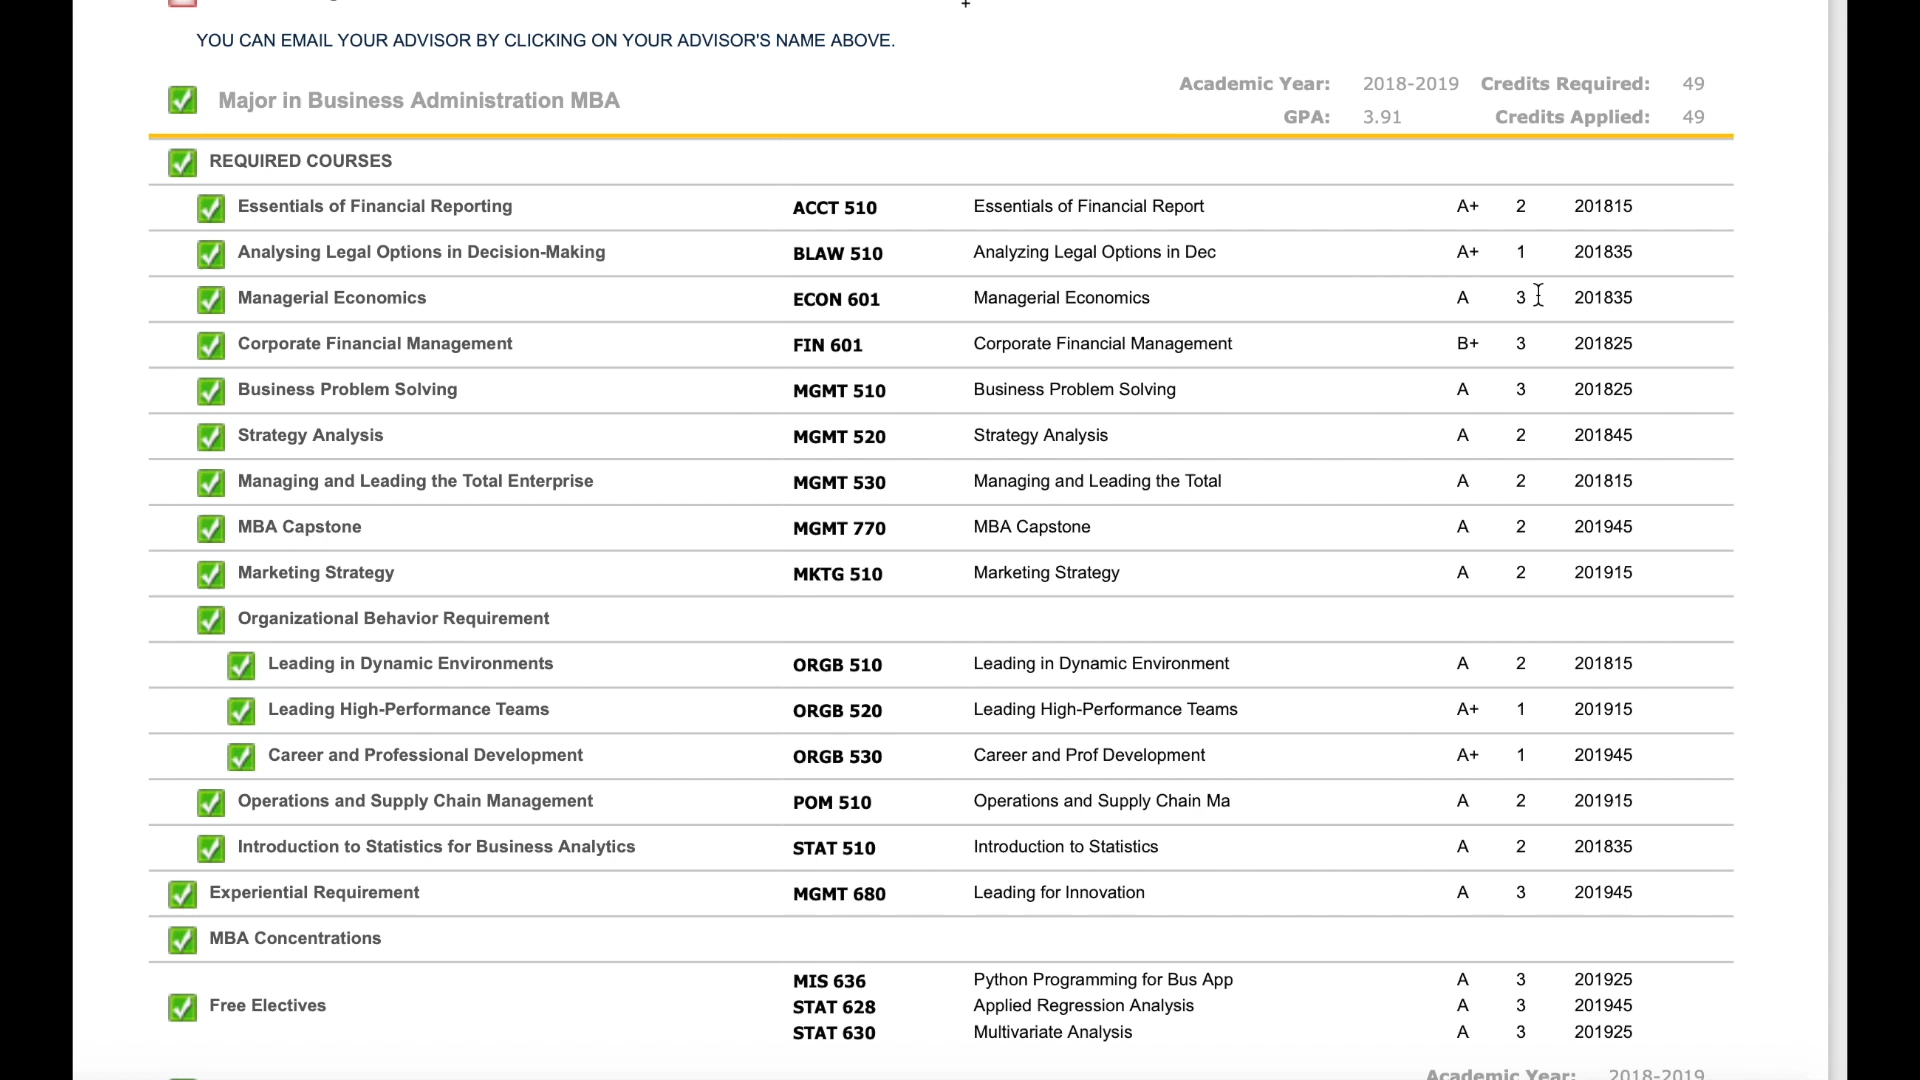 YOU CAN EMAIL YOUR ADVISOR BY CLICKING ON YOUR ADVISOR'S NAME ABOVE.
Major in Business Administration MBA Academic Year: 2018-2019 Credits Required: 49
GPA: 3.91 Credits Applied: 49
REQUIRED COURSES
Essentials of Financial Reporting ACCT 510 Essentials of Financial Report A+ 2 201815
Analysing Legal Options in Decision-Making BLAW 510 Analyzing Legal Options in Dec A+ 1 201835
Managerial Economics ECON 601 Managerial Economics A 3 201835
Corporate Financial Management FIN 601 Corporate Financial Management B+ 3 201825
Business Problem Solving MGMT 510 Business Problem Solving A 3 201825
Strategy Analysis MGMT 520 Strategy Analysis A 2 201845
Managing and Leading the Total Enterprise MGMT 530 Managing and Leading the Total A 2 201815
MBA Capstone MGMT 770 MBA Capstone A 2 201945
Marketing Strategy MKTG 510 Marketing Strategy A 2 201915
Organizational Behavior Requirement
Leading in Dynamic Environments ORGB 510 Leading in Dynamic Environment A 2 201815
Leading High-Performance Teams ORGB 520 Leading High-Performance Teams A+ 1 201915
Career and Professional Development ORGB 530 Career and Prof Development A+ 1 201945
Operations and Supply Chain Management POM 510 Operations and Supply Chain Ma A 2 201915
Introduction to Statistics for Business Analytics STAT 510 Introduction to Statistics A 2 201835
Experiential Requirement MGMT 680 Leading for Innovation A 3 201945
MBA Concentrations
MIS 636 Python Programming for Bus App A 3 201925
Free Electives STAT 628 Applied Regression Analysis A 3 201945
STAT 630 Multivariate Analysis A 3 201925
Academic Year: 2018-2019